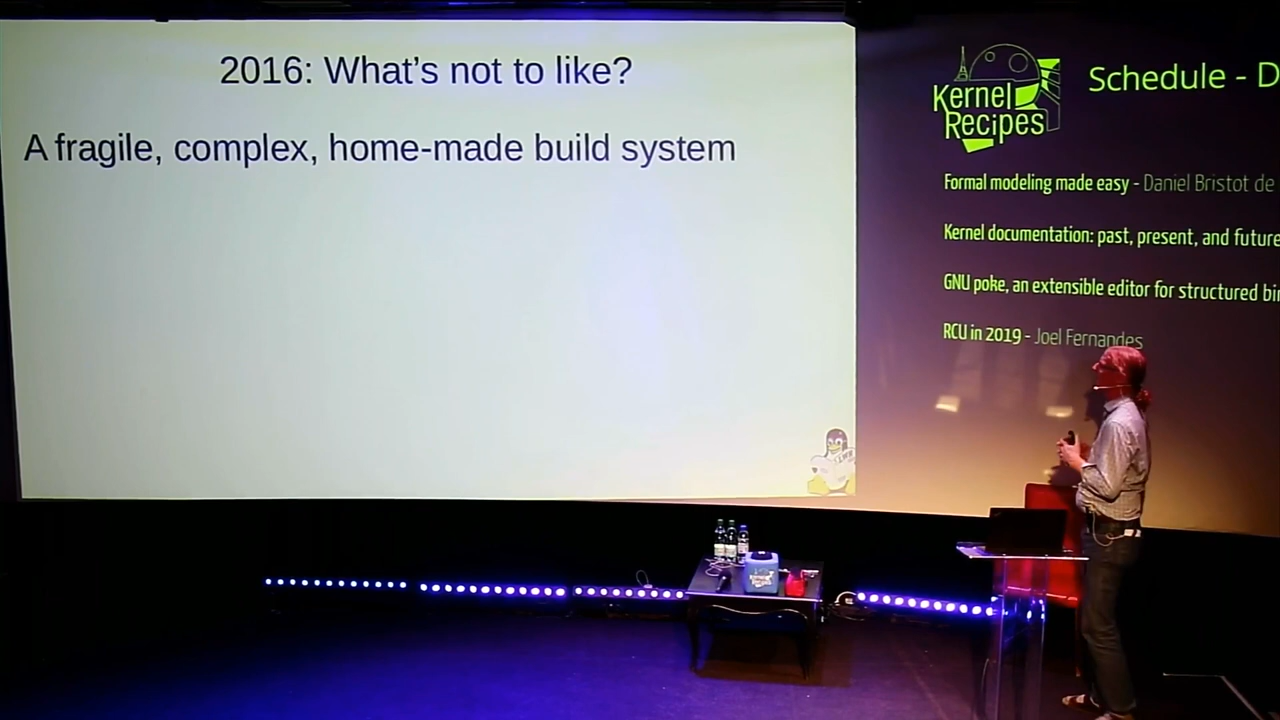 2016: What's not to like?
A fragile, complex, home-made build system
Kernel
Recipes
Schedule - D
Formal modeling made easy - Daniel Bristot de
Kernel documentation: past, present, and future
GNU poke, an extensible editor for structured bi
RCU in 2019 - Joel Fernandes